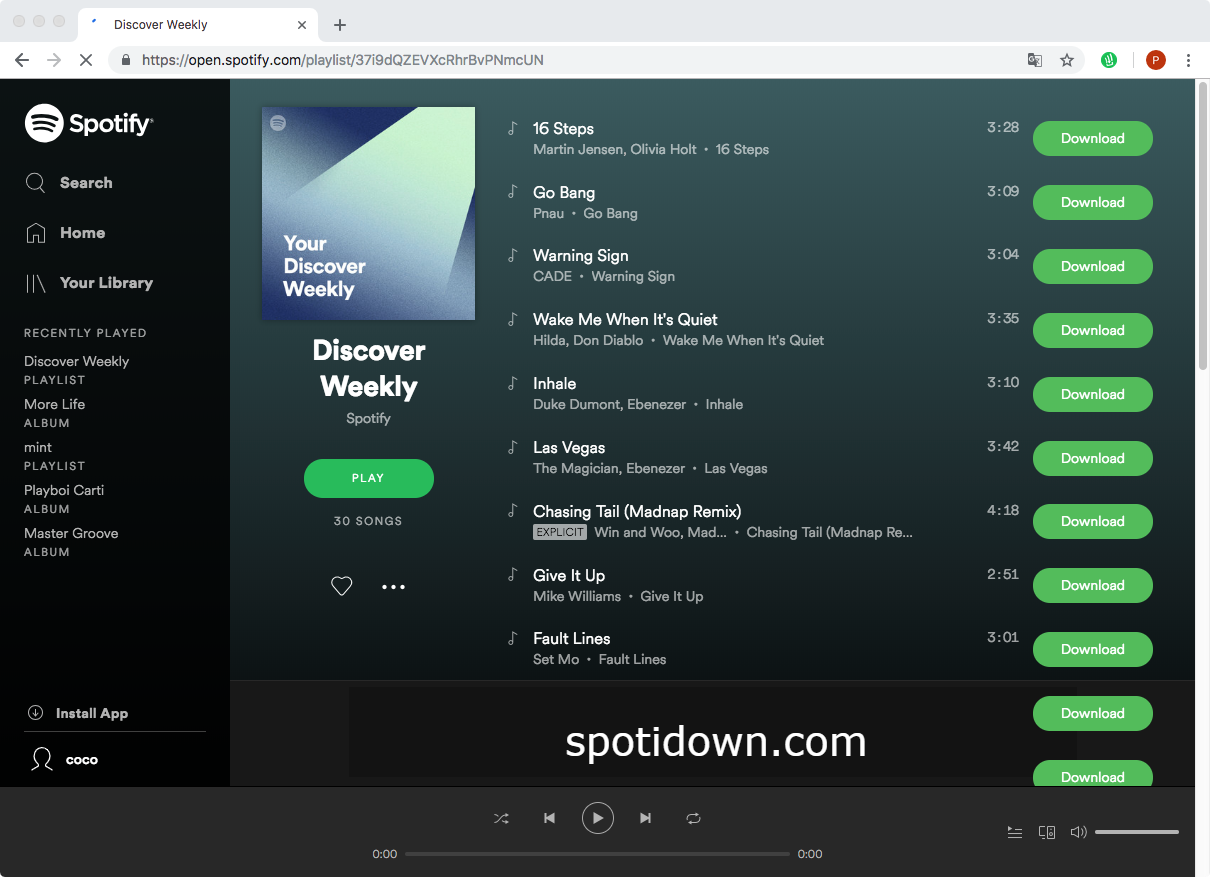 Discover Weekly
https://open.spotify.com/playlist/37i9dQZEVXcRhrBvPNmcUN
P
Spotify
Search
Home
Your Library
RECENTLY PLAYED
Discover Weekly
PLAYLIST
More Life
ALBUM
mint
PLAYLIST
Playboi Carti
ALBUM
Master Groove
ALBUM
Install App
coco
Your
Discover
Weekly
Discover
Weekly
Spotify
PLAY
30 SONGS
16 Steps 3:28 Download
Martin Jensen, Olivia Holt • 16 Steps
Go Bang 3:09 Download
Pnau • Go Bang
Warning Sign 3:04 Download
CADE • Warning Sign
Wake Me When It's Quiet 3:35 Download
Hilda, Don Diablo • Wake Me When It's Quiet
Inhale 3:10 Download
Duke Dumont, Ebenezer • Inhale
Las Vegas 3:42 Download
The Magician, Ebenezer • Las Vegas
Chasing Tail (Madnap Remix) 4:18 Download
EXPLICIT Win and Woo, Mad... • Chasing Tail (Madnap Re...
Give It Up 2:51 Download
Mike Williams • Give It Up
Fault Lines 3:01 Download
Set Mo • Fault Lines
Download
spotidown.com
Download
0:00 0:00